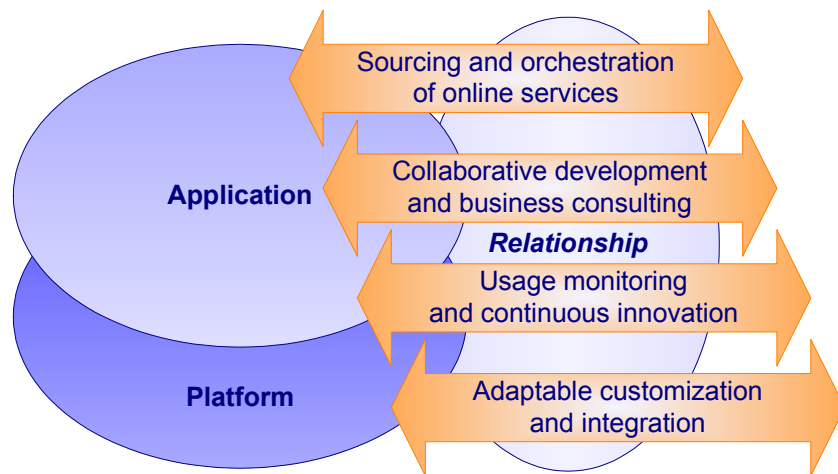 Sourcing and orchestration
of online services
Application
Collaborative development
and business consulting
Relationship
Usage monitoring
and continuous innovation
Platform
Adaptable customization
and integration